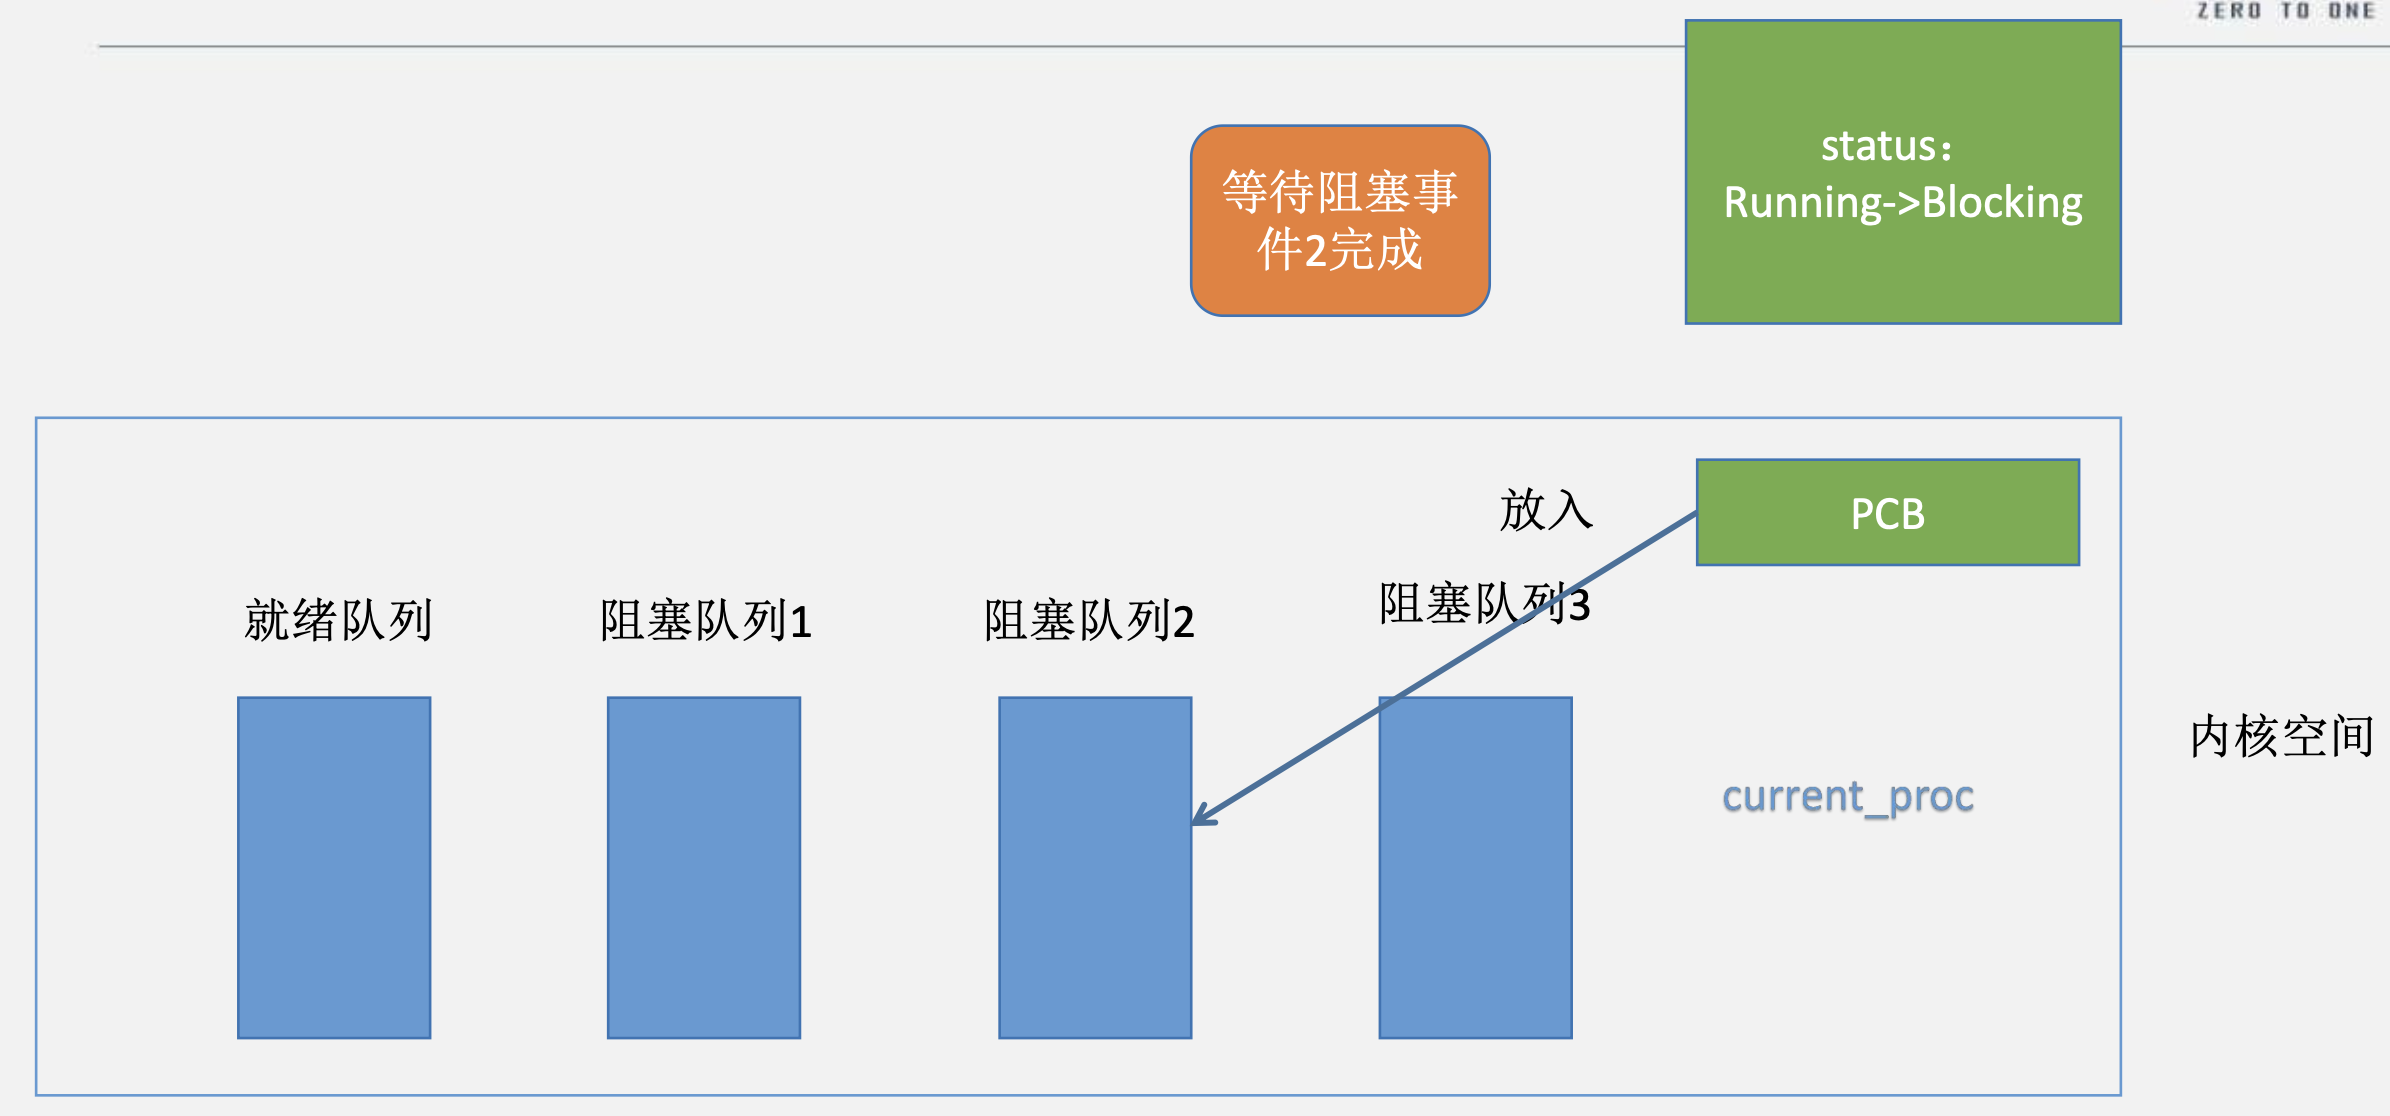 ZERO TO ONE
status：
Running->Blocking
等待阻塞事
件2完成
放入
PCB
就绪队列
阻塞队列1
阻塞队列2
阻塞队列3
内核空间
current_proc